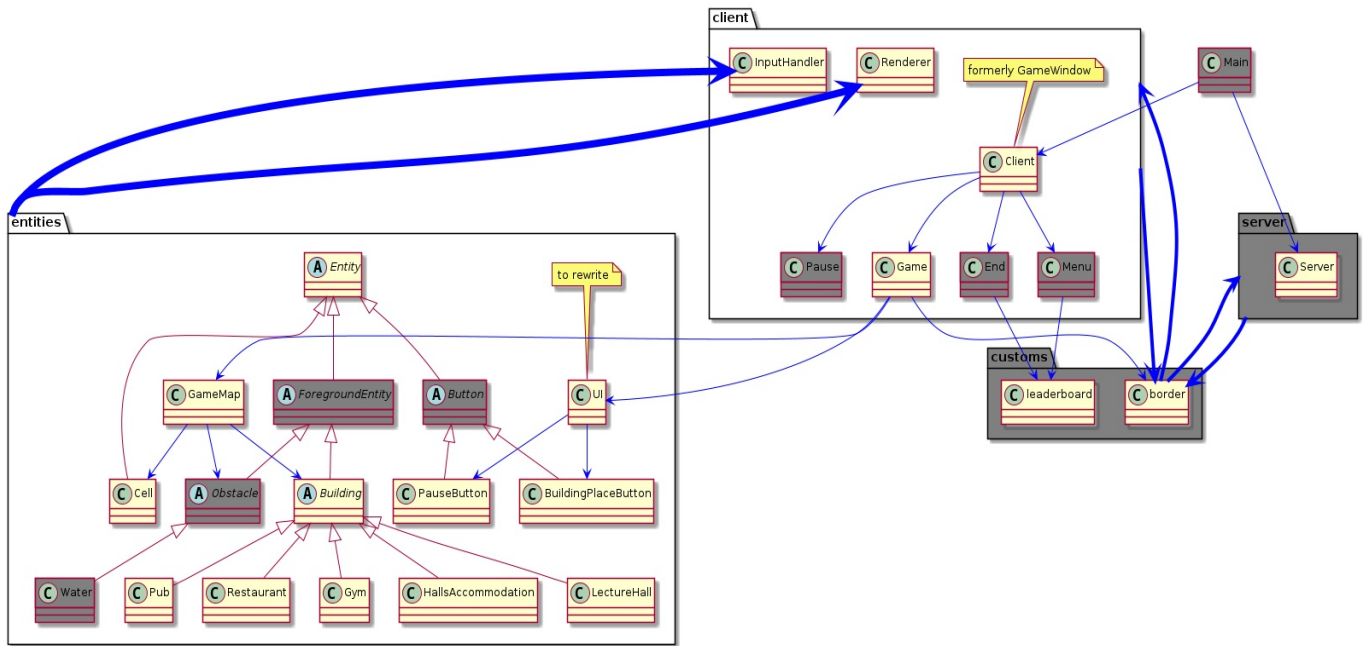 client
C InputHandler
C Renderer
formerly GameWindow
C Main
C Client
entities
server
A Entity
to rewrite
C Pause
C Game
C End
C Menu
C Server
customs
C GameMap
A ForegroundEntity
A Button
C UI
C leaderboard
C border
C Cell
A Obstacle
A Building
C PauseButton
C BuildingPlaceButton
C Water
C Pub
C Restaurant
C Gym
C HallsAccommodation
C LectureHall